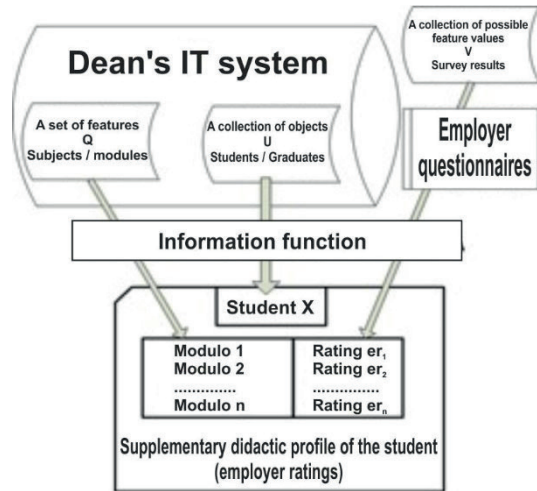 A collection of possible
feature values
V
Survey results
Dean's IT system
A set of features
Q
Subjects / modules
A collection of objects
U
Students / Graduates
Employer
questionnaires
Information function
Student X
Modulo 1
Modulo 2
..............
Modulo n
Rating er₁
Rating er₂
...............
Rating erₙ
Supplementary didactic profile of the student
(employer ratings)